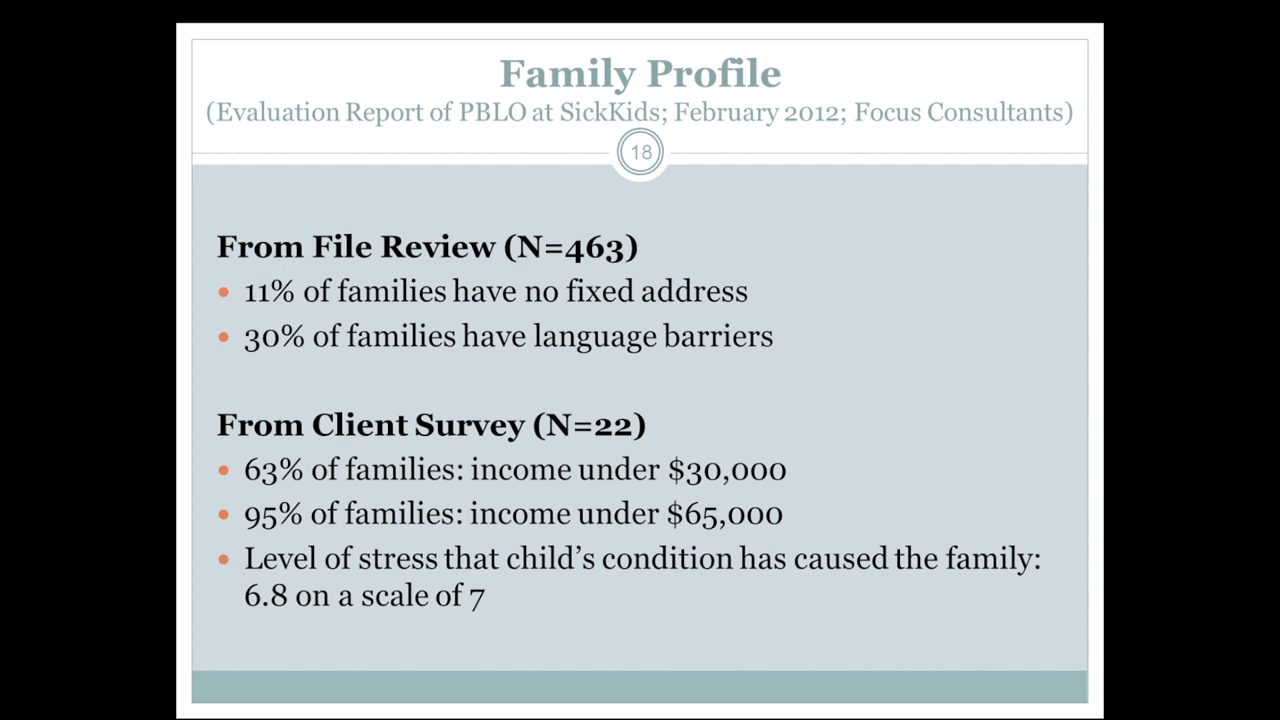 Family Profile
(Evaluation Report of PBLO at SickKids; February 2012; Focus Consultants)
18
From File Review (N=463)
• 11% of families have no fixed address
• 30% of families have language barriers
From Client Survey (N=22)
• 63% of families: income under $30,000
• 95% of families: income under $65,000
• Level of stress that child’s condition has caused the family:
6.8 on a scale of 7